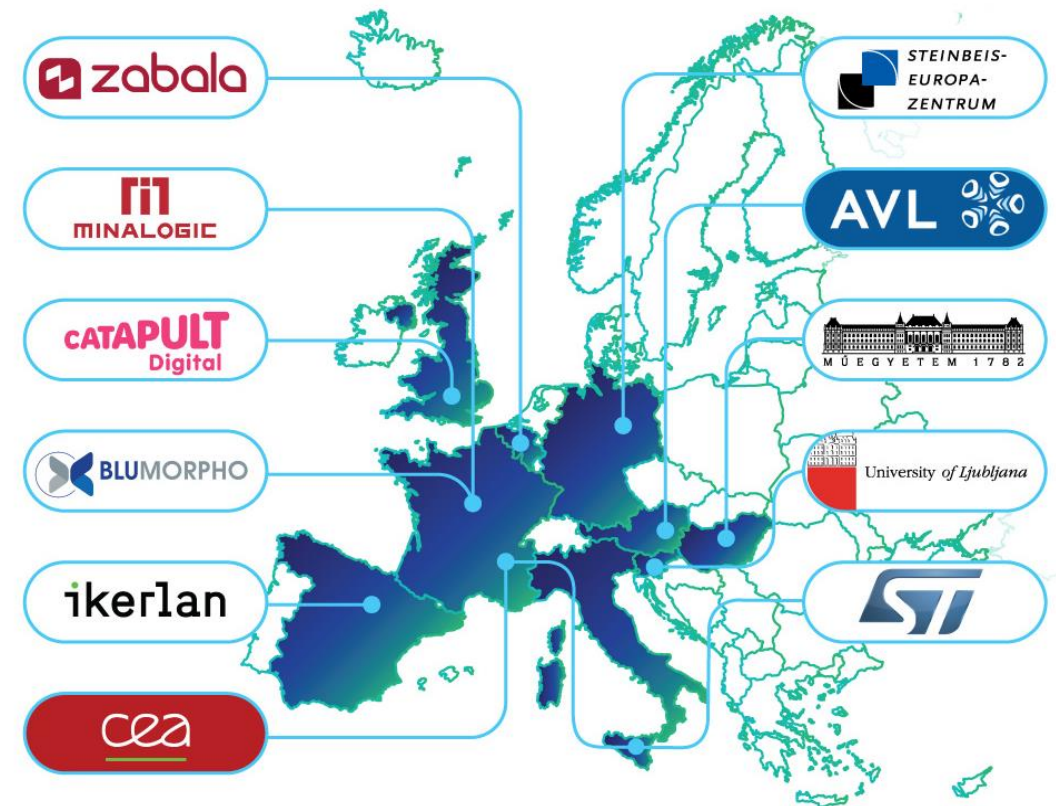 zabala
MINALOGIC
CATAPULT
Digital
BLUMORPHO
ikerlan
cea
STEINBEIS-
EUROPA-
ZENTRUM
AVL
MŰEGYETEM 1782
University of Ljubljana
ST